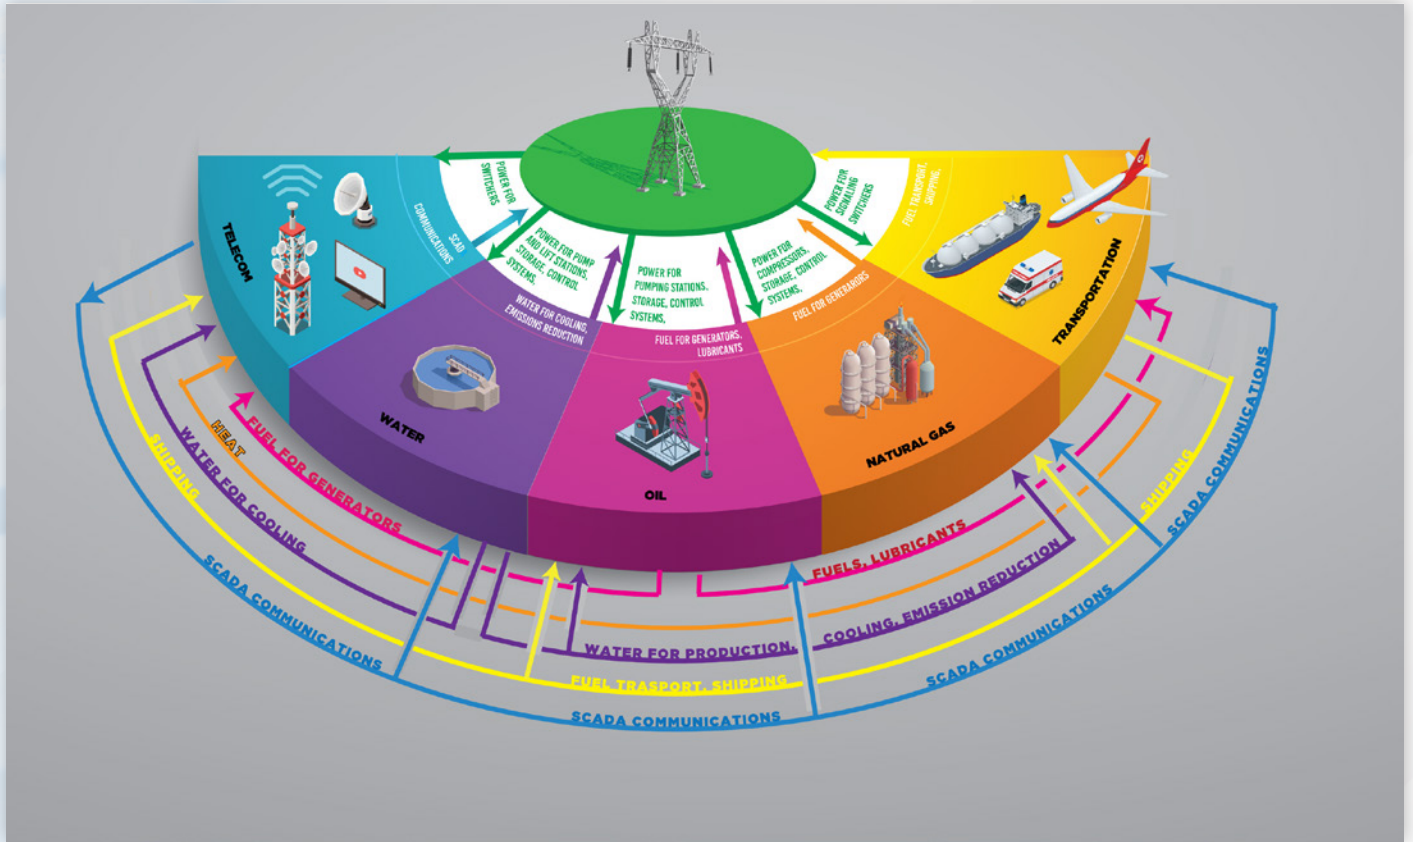 POWER FOR
SWITCHERS
SCAD
COMMUNICATIONS
TELECOM
POWER FOR PUMP
AND LIFT STATIONS,
STORAGE, CONTROL
SYSTEMS,
WATER FOR COOLING,
EMISSIONS REDUCTION
WATER
POWER FOR
PUMPING STATIONS,
STORAGE, CONTROL
SYSTEMS,
FUEL FOR GENERATORS,
LUBRICANTS
OIL
POWER FOR
COMPRESSORS,
STORAGE, CONTROL
SYSTEMS,
FUEL FOR GENERARORS
NATURAL GAS
POWER FOR
SIGNALING
SWITCHERS
FUEL TRANSPORT,
SHIPPING,
TRANSPORTATION
FUEL FOR GENERATORS
HEAT
WATER FOR COOLING
SHIPPING
SCADA COMMUNICATIONS
FUELS, LUBRICANTS
WATER FOR PRODUCTION,
COOLING, EMISSION REDUCTION
FUEL TRASPORT, SHIPPING
SHIPPING
SCADA COMMUNICATIONS
SCADA COMMUNICATIONS
SCADA COMMUNICATIONS